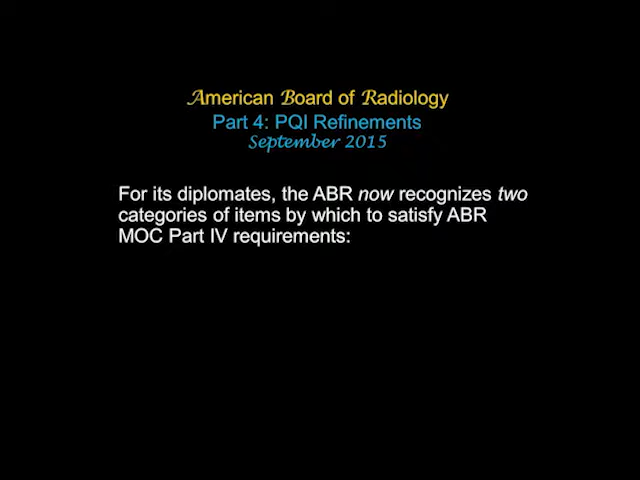 American Board of Radiology
Part 4: PQI Refinements
September 2015
For its diplomates, the ABR now recognizes two
categories of items by which to satisfy ABR
MOC Part IV requirements: